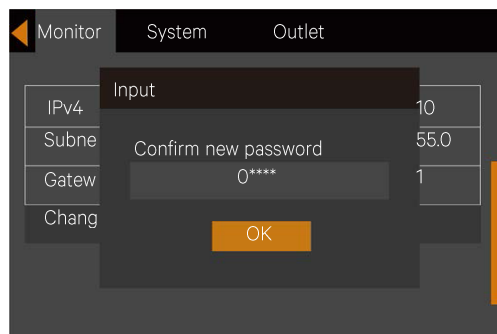 Monitor System Outlet
Input
IPv4 10
Subne 55.0
Confirm new password
0****
Gatew 1
Chang
OK